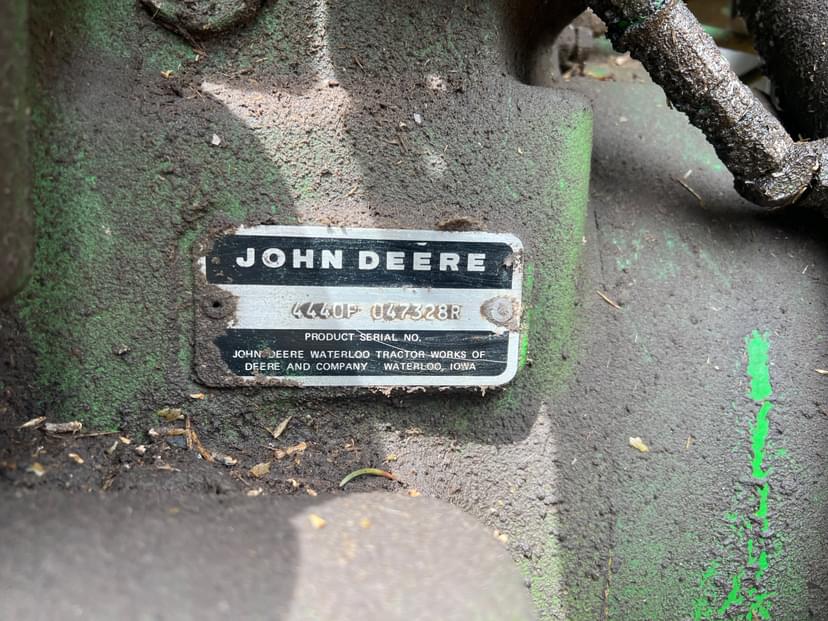 JOHN DEERE
4440P 047328R
PRODUCT SERIAL NO.
JOHN DEERE WATERLOO TRACTOR WORKS OF
DEERE AND COMPANY WATERLOO, IOWA